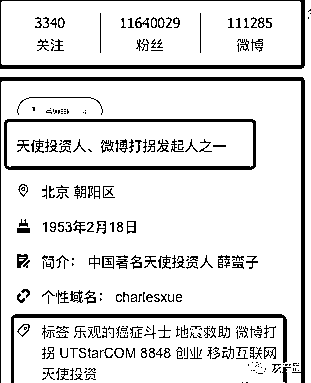 3340 11640029 111285
关注 粉丝 微博
天使投资人、微博打拐发起人之一
北京 朝阳区
1953年2月18日
简介： 中国著名天使投资人 薛蛮子
个性域名： charlesxue
标签 乐观的癌症斗士 地震救助 微博打
拐 UTStarCOM 8848 创业 移动互联网
天使投资